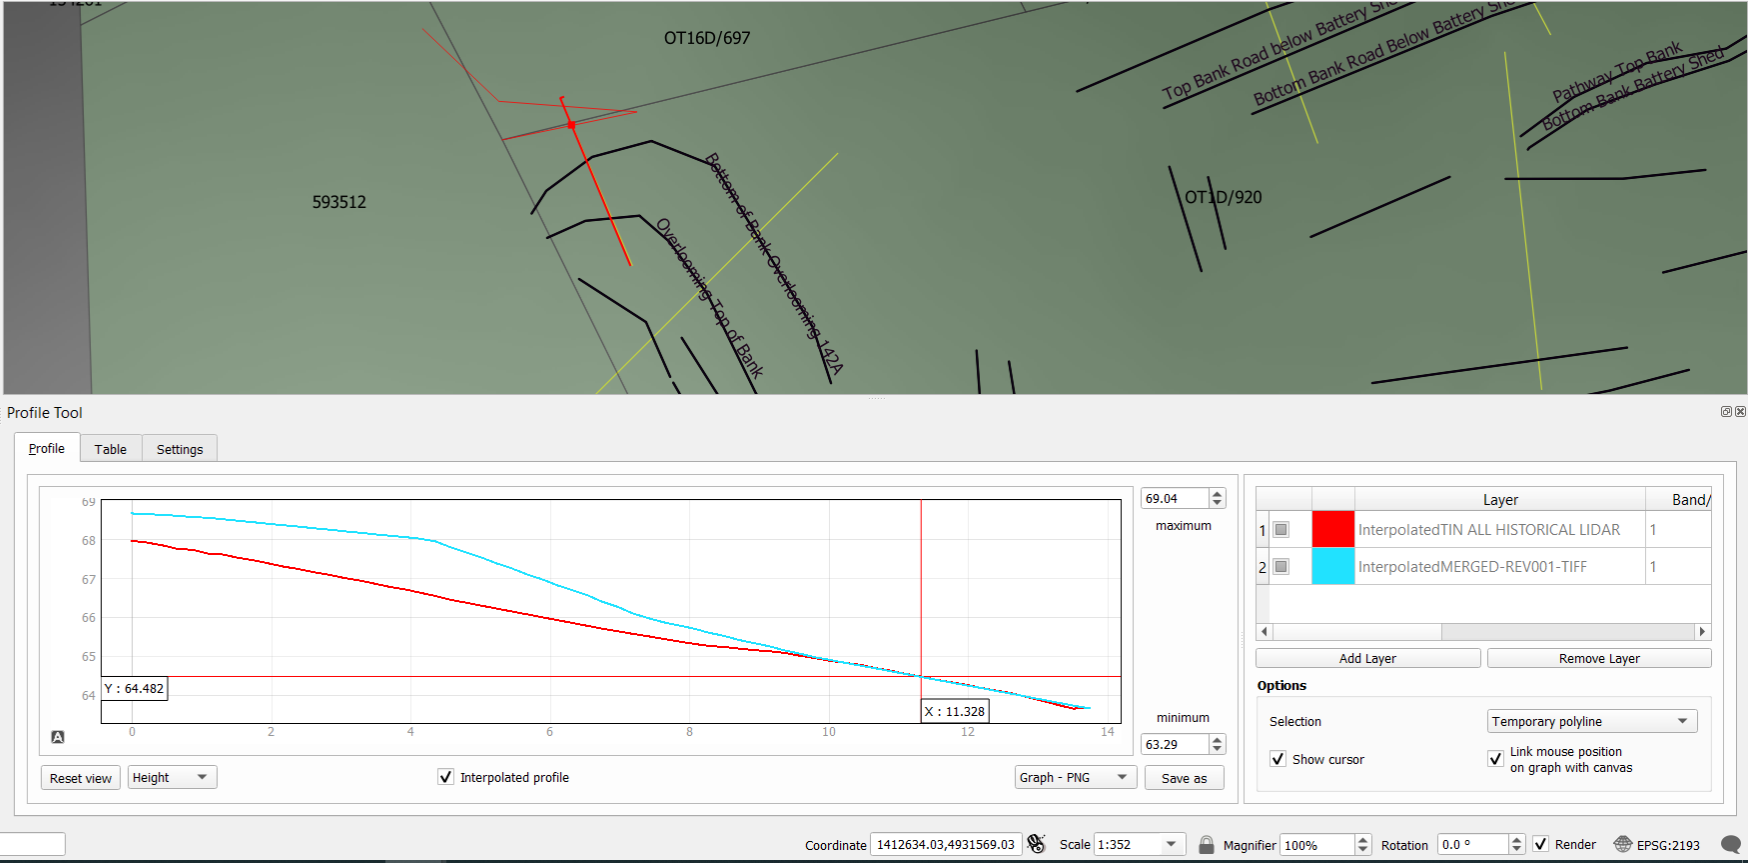 OT16D/697
Top Bank Road below Battery
Bottom Bank Road Below Battery
Pathway Top Bank
Bottom Bank Battery Shed
593512
OT1D/920
Bottom of Bank Overlooming 142A
Overlooming Top of Bank
Profile Tool
Profile
Table
Settings
69
68
67
66
65
64
Y : 64.482
X : 11.328
0
2
4
6
8
10
12
14
A
69.04
maximum
minimum
63.29
Reset view
Height
Interpolated profile
Graph - PNG
Save as
Layer
Band/
1
InterpolatedTIN ALL HISTORICAL LIDAR
1
2
InterpolatedMERGED-REV001-TIFF
1
Add Layer
Remove Layer
Options
Selection
Temporary polyline
Show cursor
Link mouse position
on graph with canvas
Coordinate 1412634.03,4931569.03 Scale 1:352 Magnifier 100% Rotation 0.0 ° Render EPSG:2193